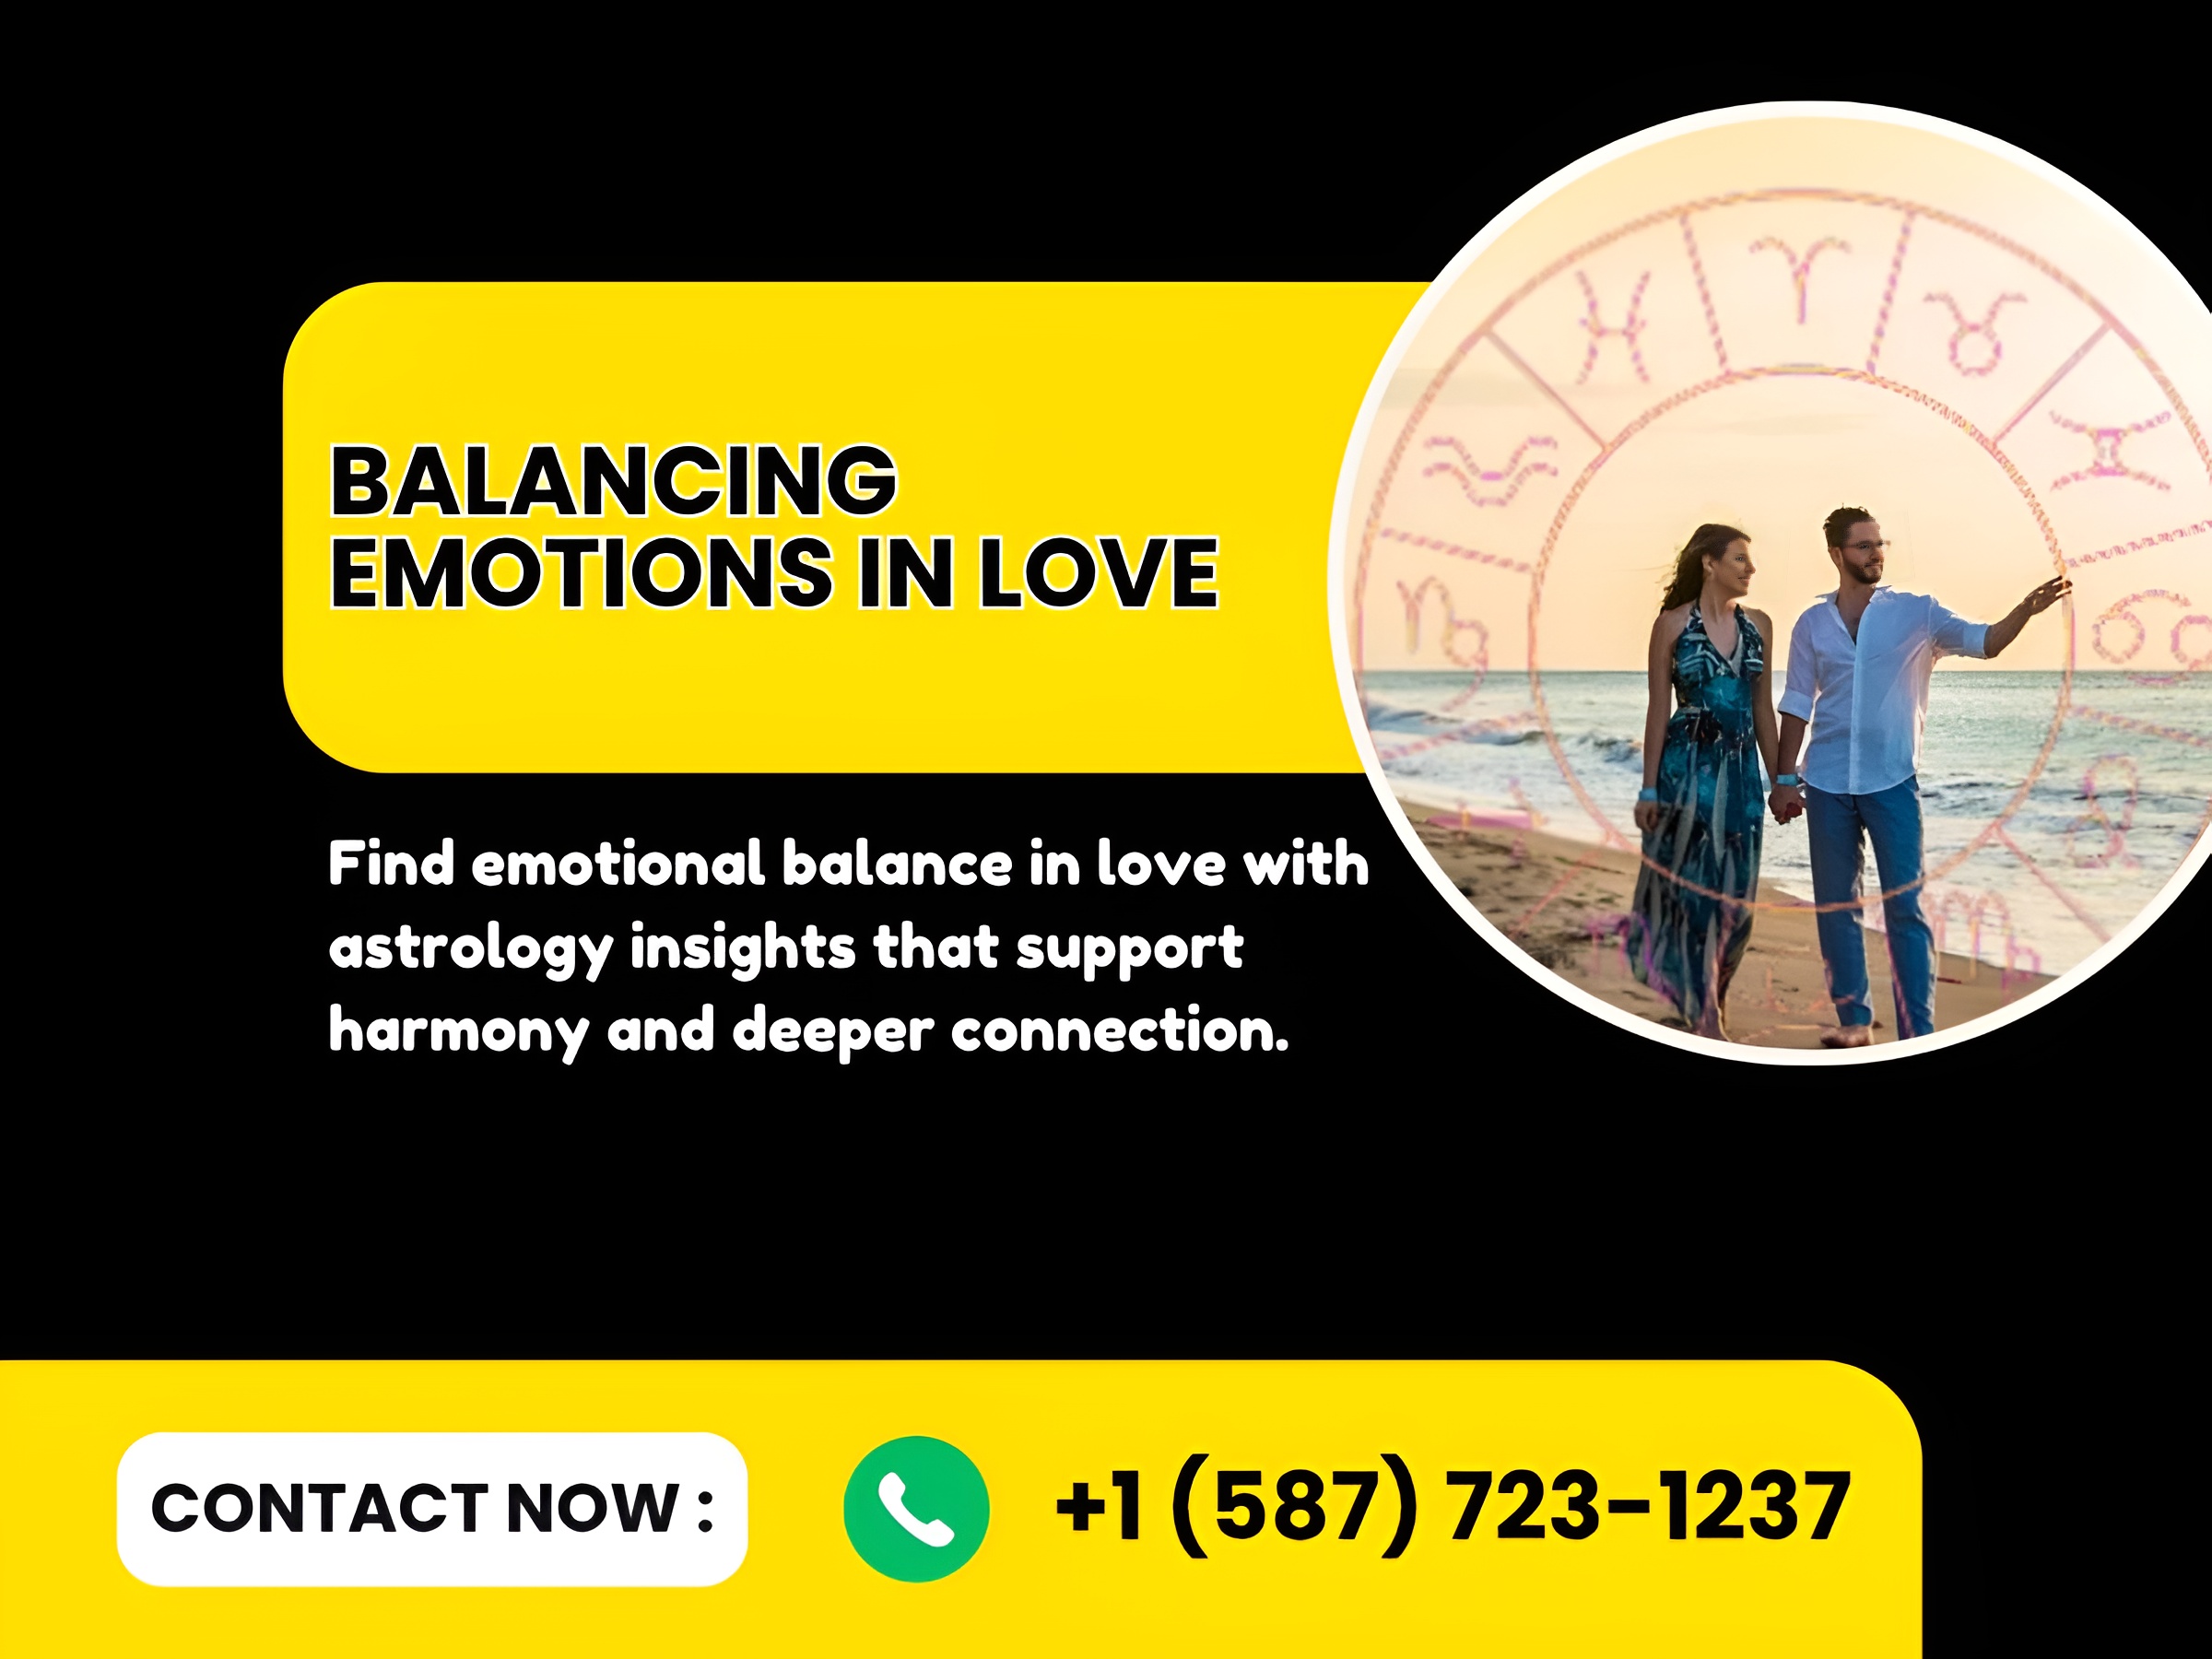 BALANCING
EMOTIONS IN LOVE
Find emotional balance in love with
astrology insights that support
harmony and deeper connection.
CONTACT NOW :
+1 (587) 723-1237